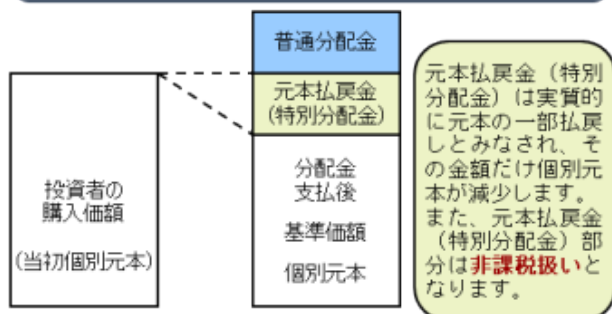 普通分配金
元本払戻金
(特別分配金)
分配金
支払後
基準価額
個別元本
投資者の
購入価額
(当初個別元本)
元本払戻金（特別
分配金）は実質的
に元本の一部払戻
しとみなされ、そ
の金額だけ個別元
本が減少します。
また、元本払戻金
（特別分配金）部
分は非課税扱いと
なります。